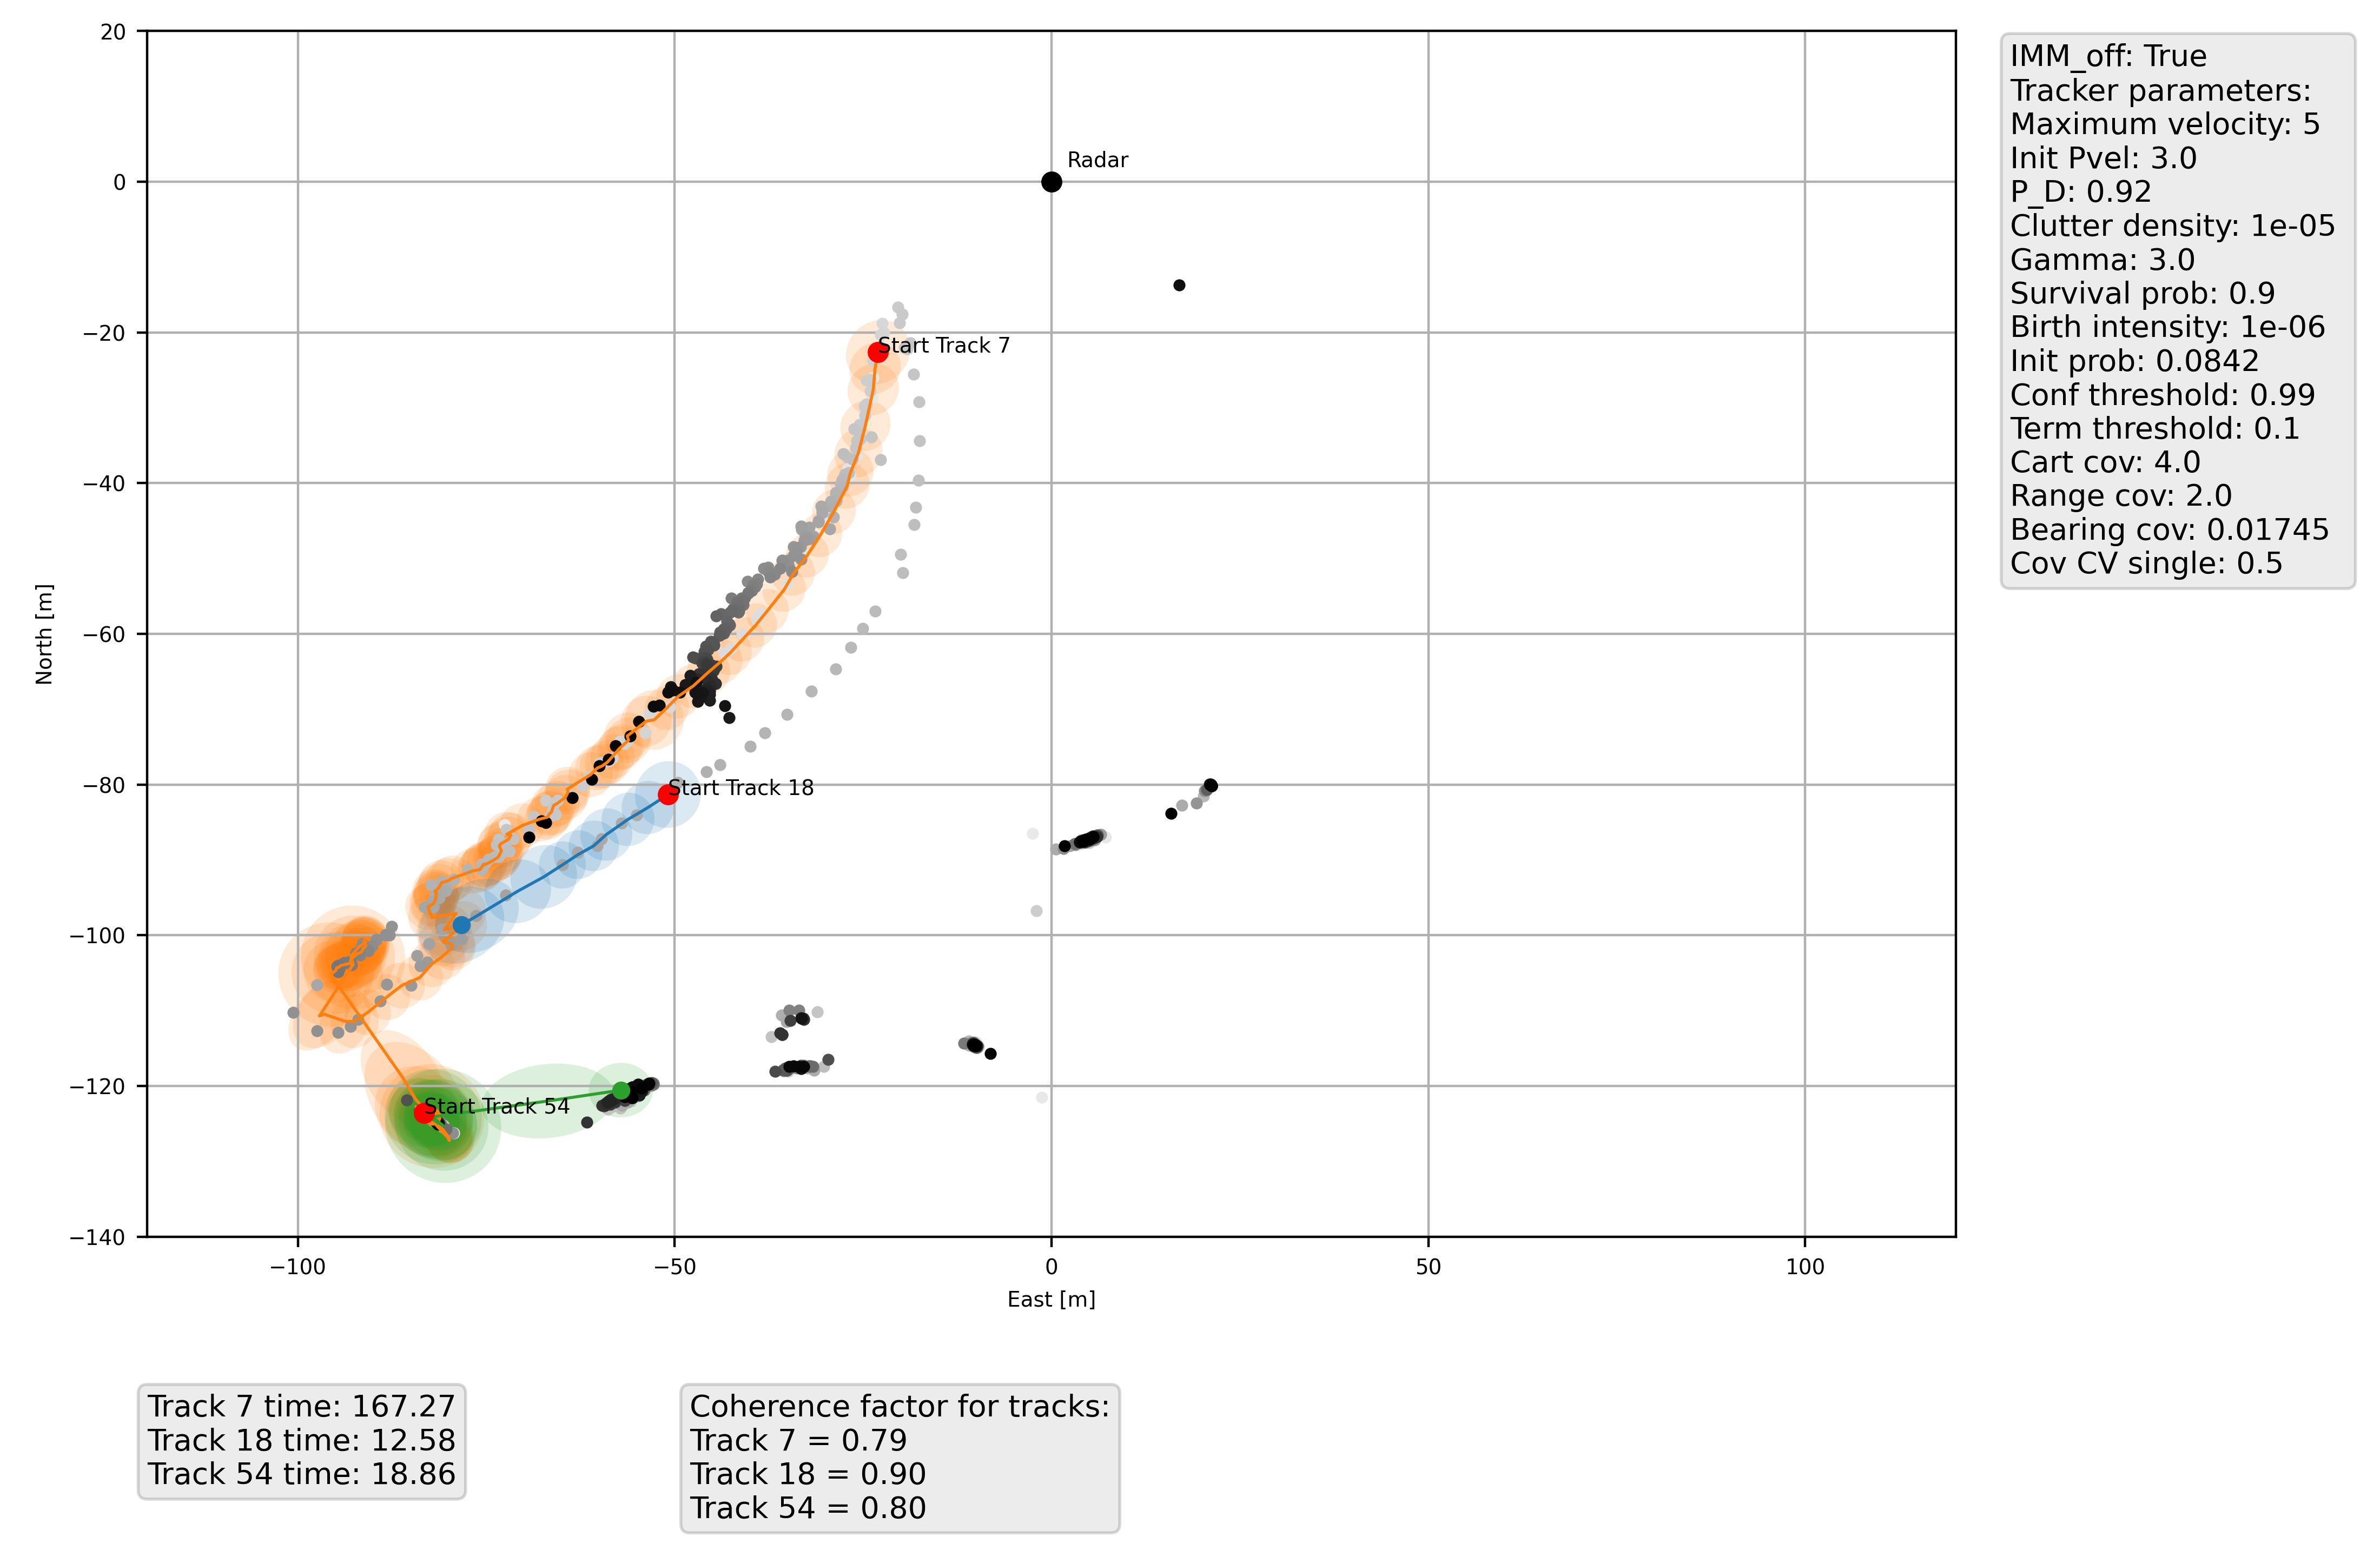 20
0
−20
−40
−60
−80
−100
−120
−140
North [m]
Radar
Start Track 7
Start Track 18
Start Track 54
−100
−50
0
50
100
East [m]
IMM_off: True
Tracker parameters:
Maximum velocity: 5
Init Pvel: 3.0
P_D: 0.92
Clutter density: 1e-05
Gamma: 3.0
Survival prob: 0.9
Birth intensity: 1e-06
Init prob: 0.0842
Conf threshold: 0.99
Term threshold: 0.1
Cart cov: 4.0
Range cov: 2.0
Bearing cov: 0.01745
Cov CV single: 0.5
Track 7 time: 167.27
Track 18 time: 12.58
Track 54 time: 18.86
Coherence factor for tracks:
Track 7 = 0.79
Track 18 = 0.90
Track 54 = 0.80